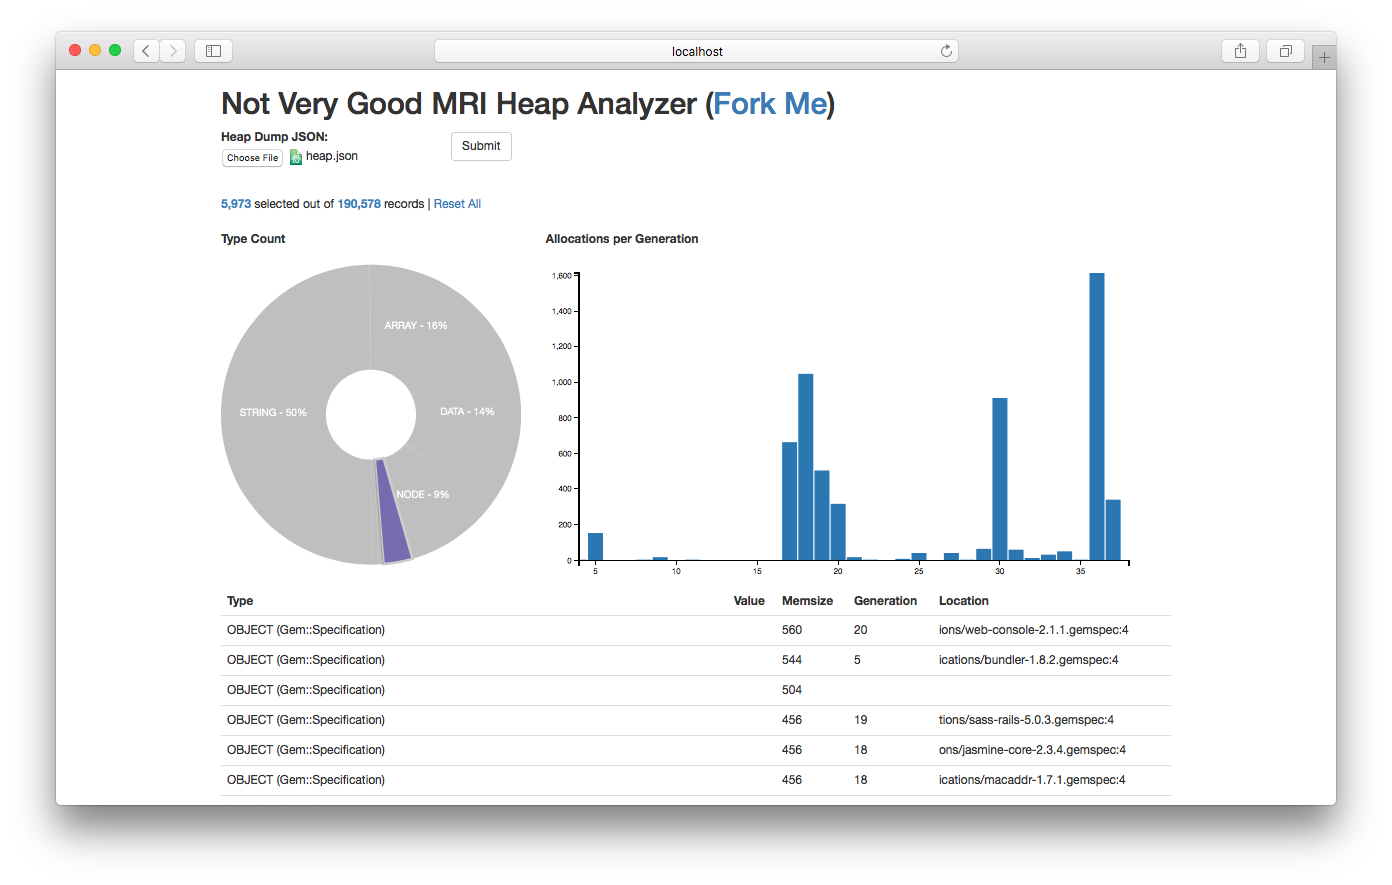 localhost
Not Very Good MRI Heap Analyzer (Fork Me)
Heap Dump JSON:
Choose File heap.json
Submit
5,973 selected out of 190,578 records | Reset All
Type Count
ARRAY - 16%
STRING - 50%
DATA - 14%
NODE - 9%
Allocations per Generation
1,600
1,400
1,200
1,000
800
600
400
200
0
5 10 15 20 25 30 35
Type Value Memsize Generation Location
OBJECT (Gem::Specification) 560 20 ions/web-console-2.1.1.gemspec:4
OBJECT (Gem::Specification) 544 5 ications/bundler-1.8.2.gemspec:4
OBJECT (Gem::Specification) 504
OBJECT (Gem::Specification) 456 19 tions/sass-rails-5.0.3.gemspec:4
OBJECT (Gem::Specification) 456 18 ons/jasmine-core-2.3.4.gemspec:4
OBJECT (Gem::Specification) 456 18 ications/macaddr-1.7.1.gemspec:4